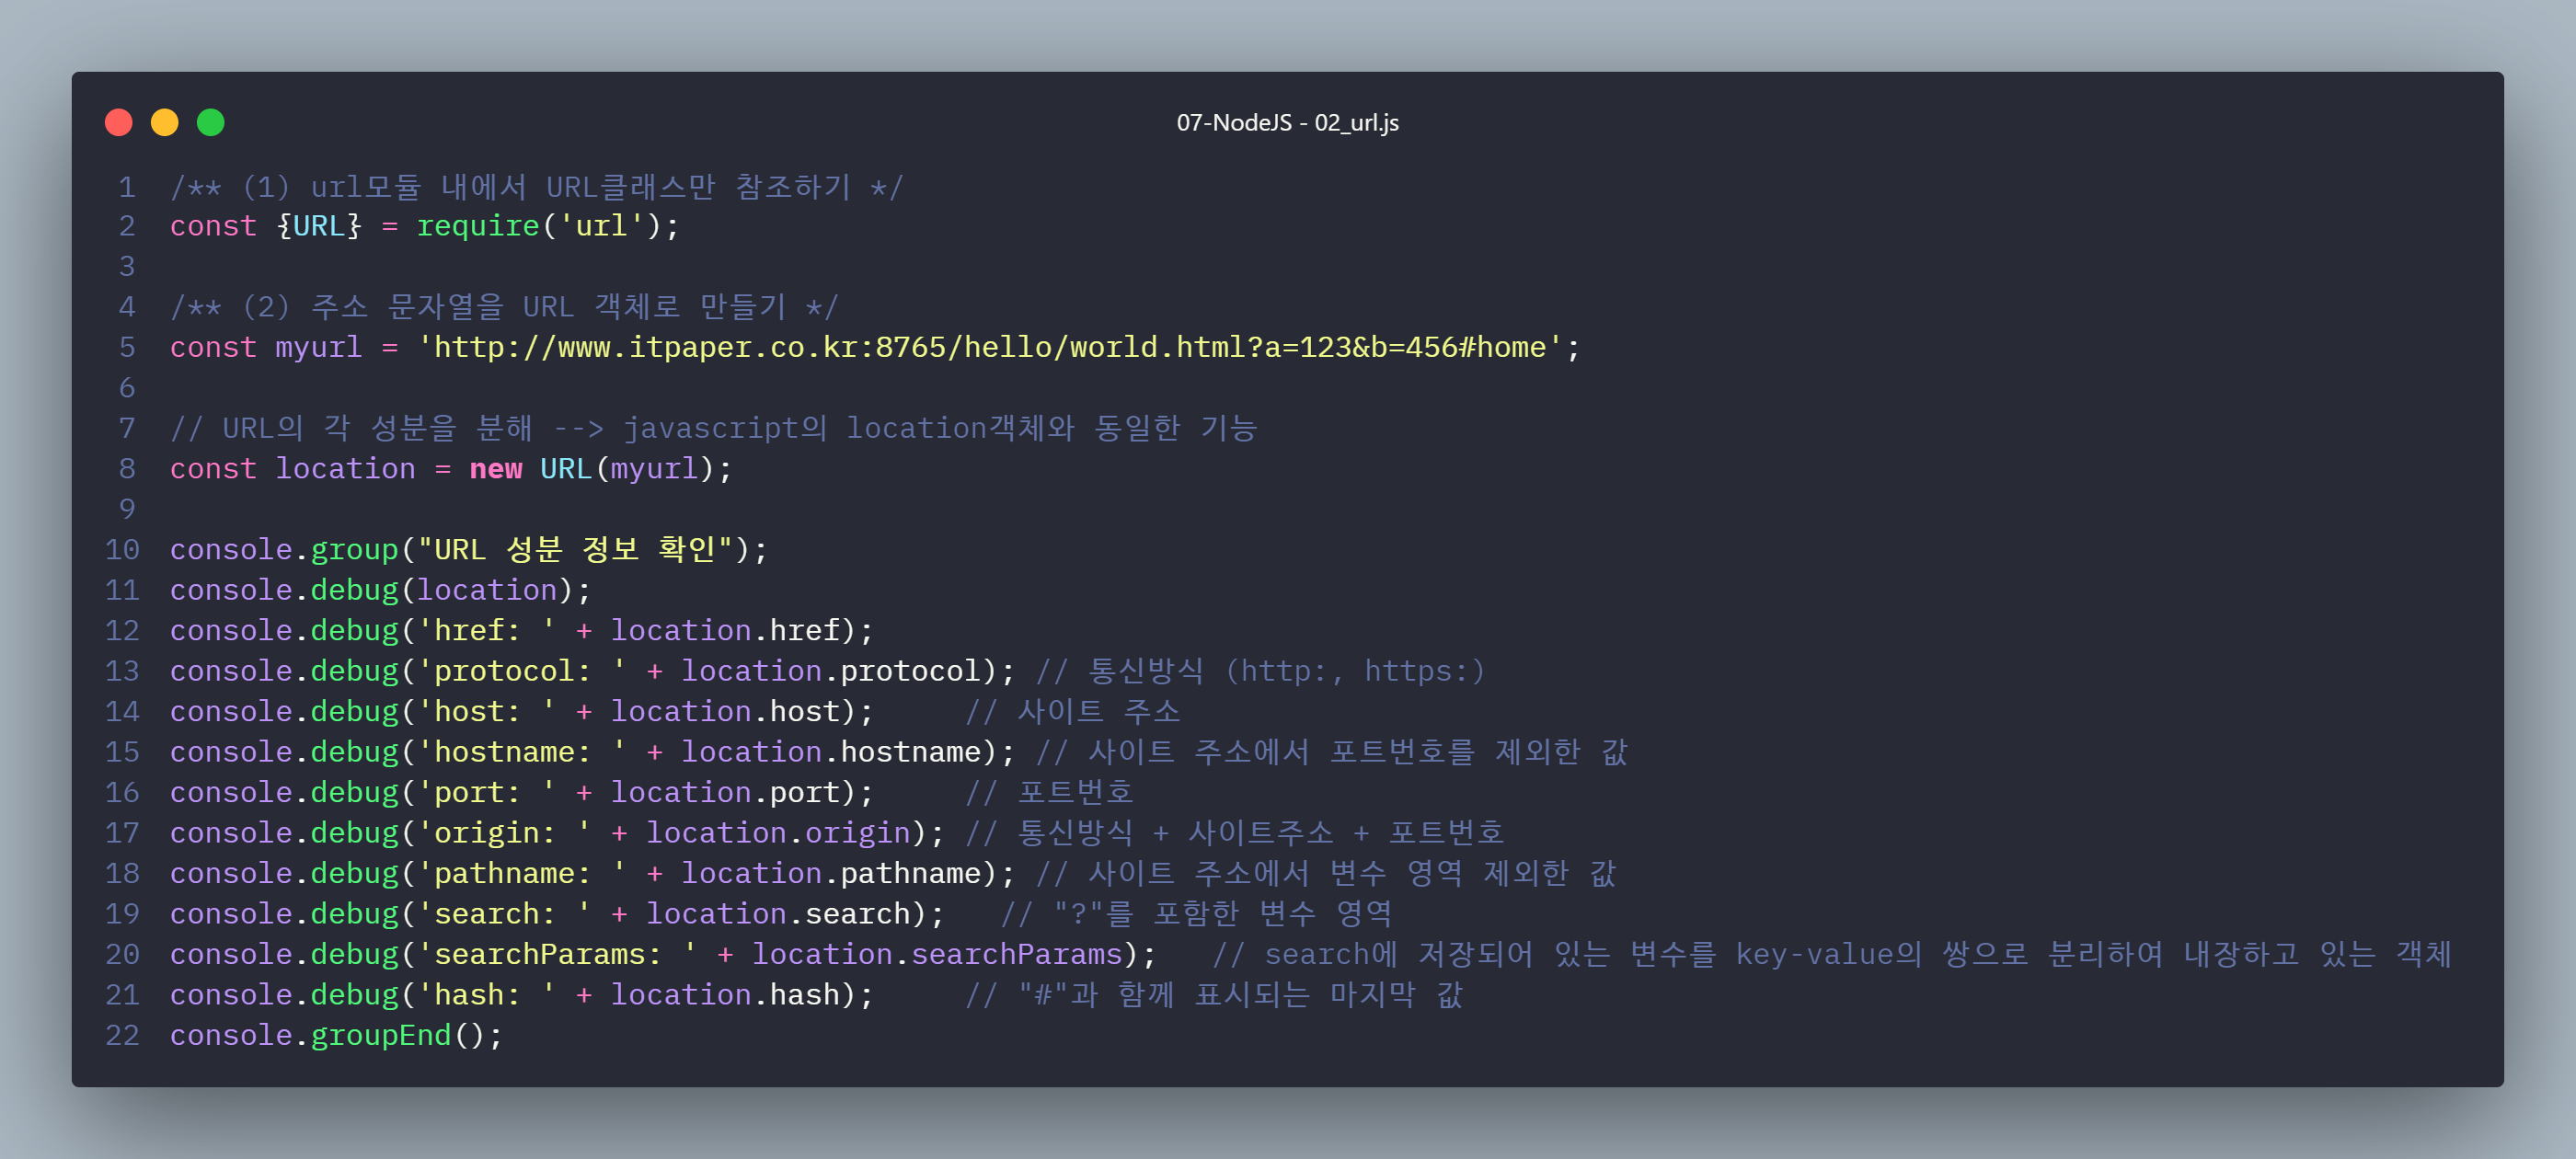 07-NodeJS - 02_url.js
1 /** (1) url모듈 내에서 URL클래스만 참조하기 */
2 const {URL} = require('url');
3
4 /** (2) 주소 문자열을 URL 객체로 만들기 */
5 const myurl = 'http://www.itpaper.co.kr:8765/hello/world.html?a=123&b=456#home';
6
7 // URL의 각 성분을 분해 --> javascript의 location객체와 동일한 기능
8 const location = new URL(myurl);
9
10 console.group("URL 성분 정보 확인");
11 console.debug(location);
12 console.debug('href: ' + location.href);
13 console.debug('protocol: ' + location.protocol); // 통신방식 (http:, https:)
14 console.debug('host: ' + location.host);     // 사이트 주소
15 console.debug('hostname: ' + location.hostname); // 사이트 주소에서 포트번호를 제외한 값
16 console.debug('port: ' + location.port);     // 포트번호
17 console.debug('origin: ' + location.origin); // 통신방식 + 사이트주소 + 포트번호
18 console.debug('pathname: ' + location.pathname); // 사이트 주소에서 변수 영역 제외한 값
19 console.debug('search: ' + location.search);   // "?"를 포함한 변수 영역
20 console.debug('searchParams: ' + location.searchParams);   // search에 저장되어 있는 변수를 key-value의 쌍으로 분리하여 내장하고 있는 객체
21 console.debug('hash: ' + location.hash);     // "#"과 함께 표시되는 마지막 값
22 console.groupEnd();